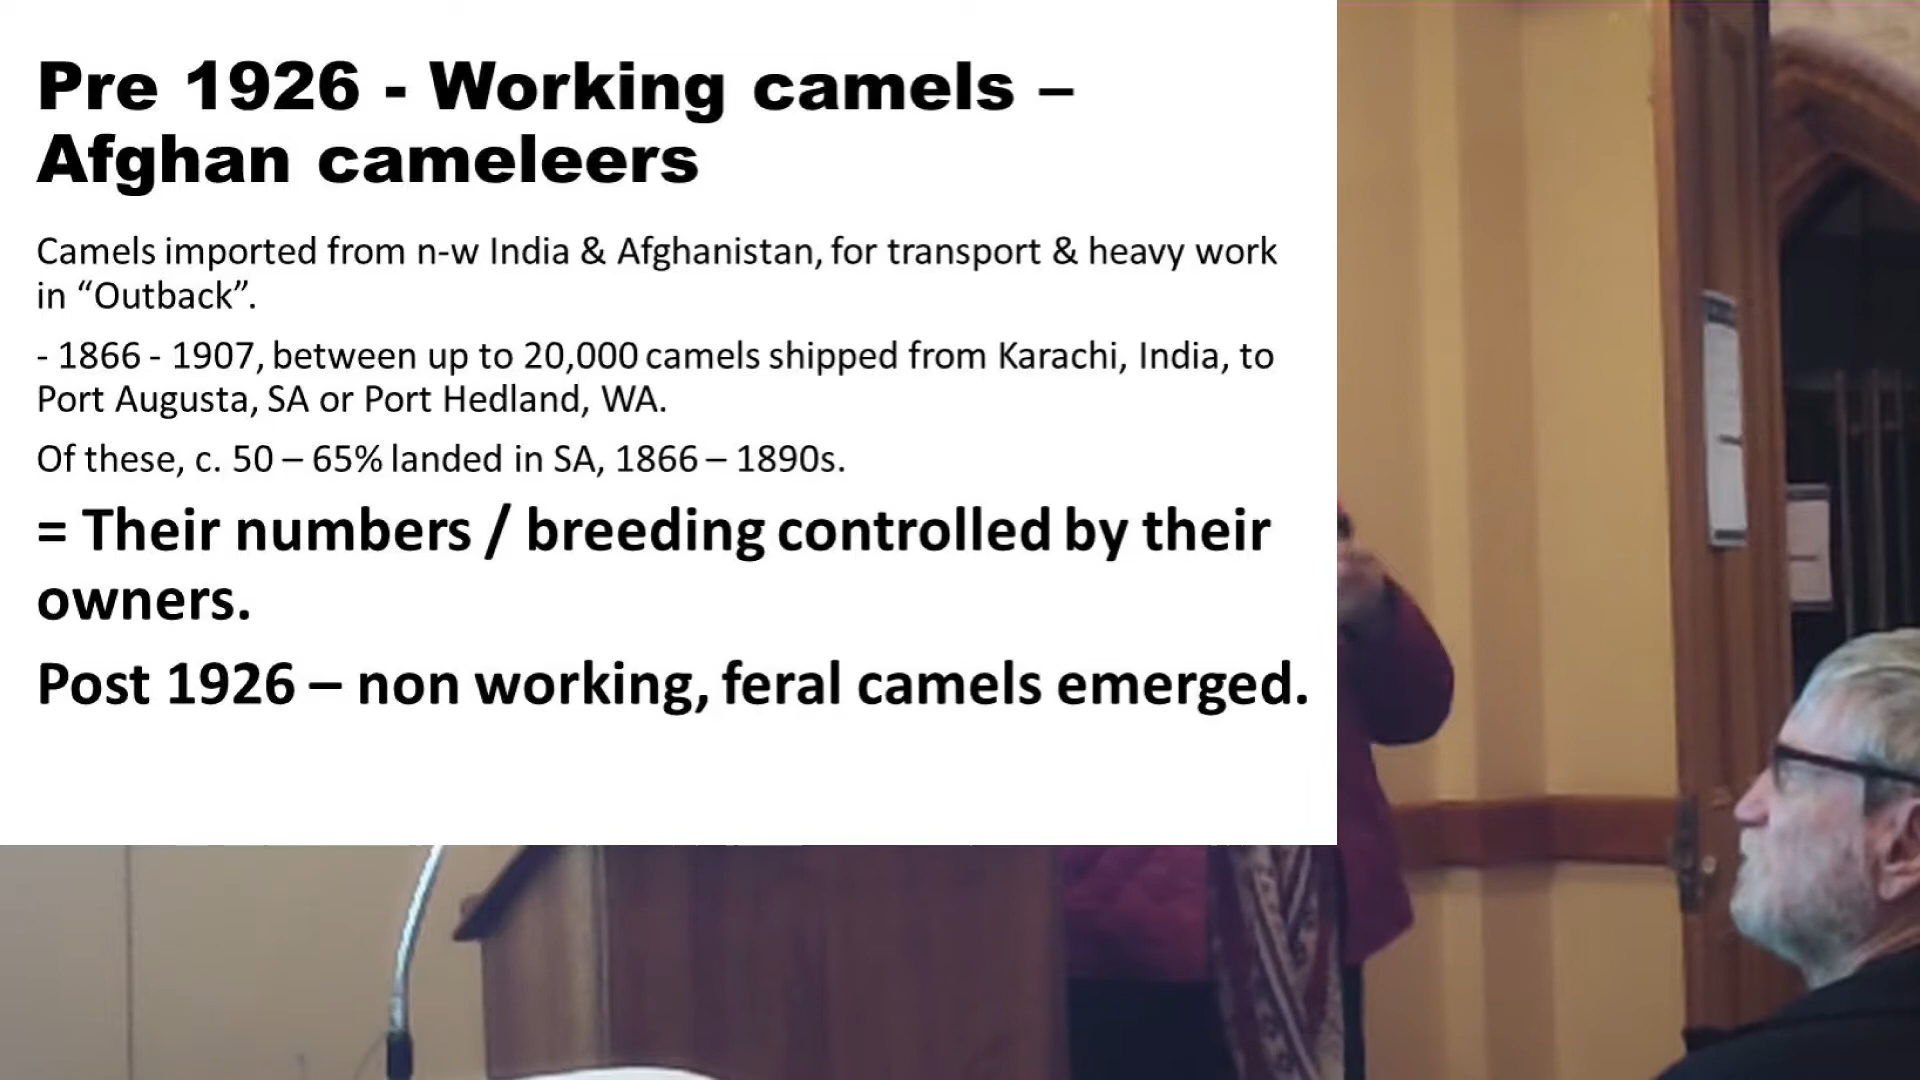 Pre 1926 - Working camels –
Afghan cameleers
Camels imported from n-w India & Afghanistan, for transport & heavy work
in “Outback”.
- 1866 - 1907, between up to 20,000 camels shipped from Karachi, India, to
Port Augusta, SA or Port Hedland, WA.
Of these, c. 50 – 65% landed in SA, 1866 – 1890s.
= Their numbers / breeding controlled by their
owners.
Post 1926 – non working, feral camels emerged.